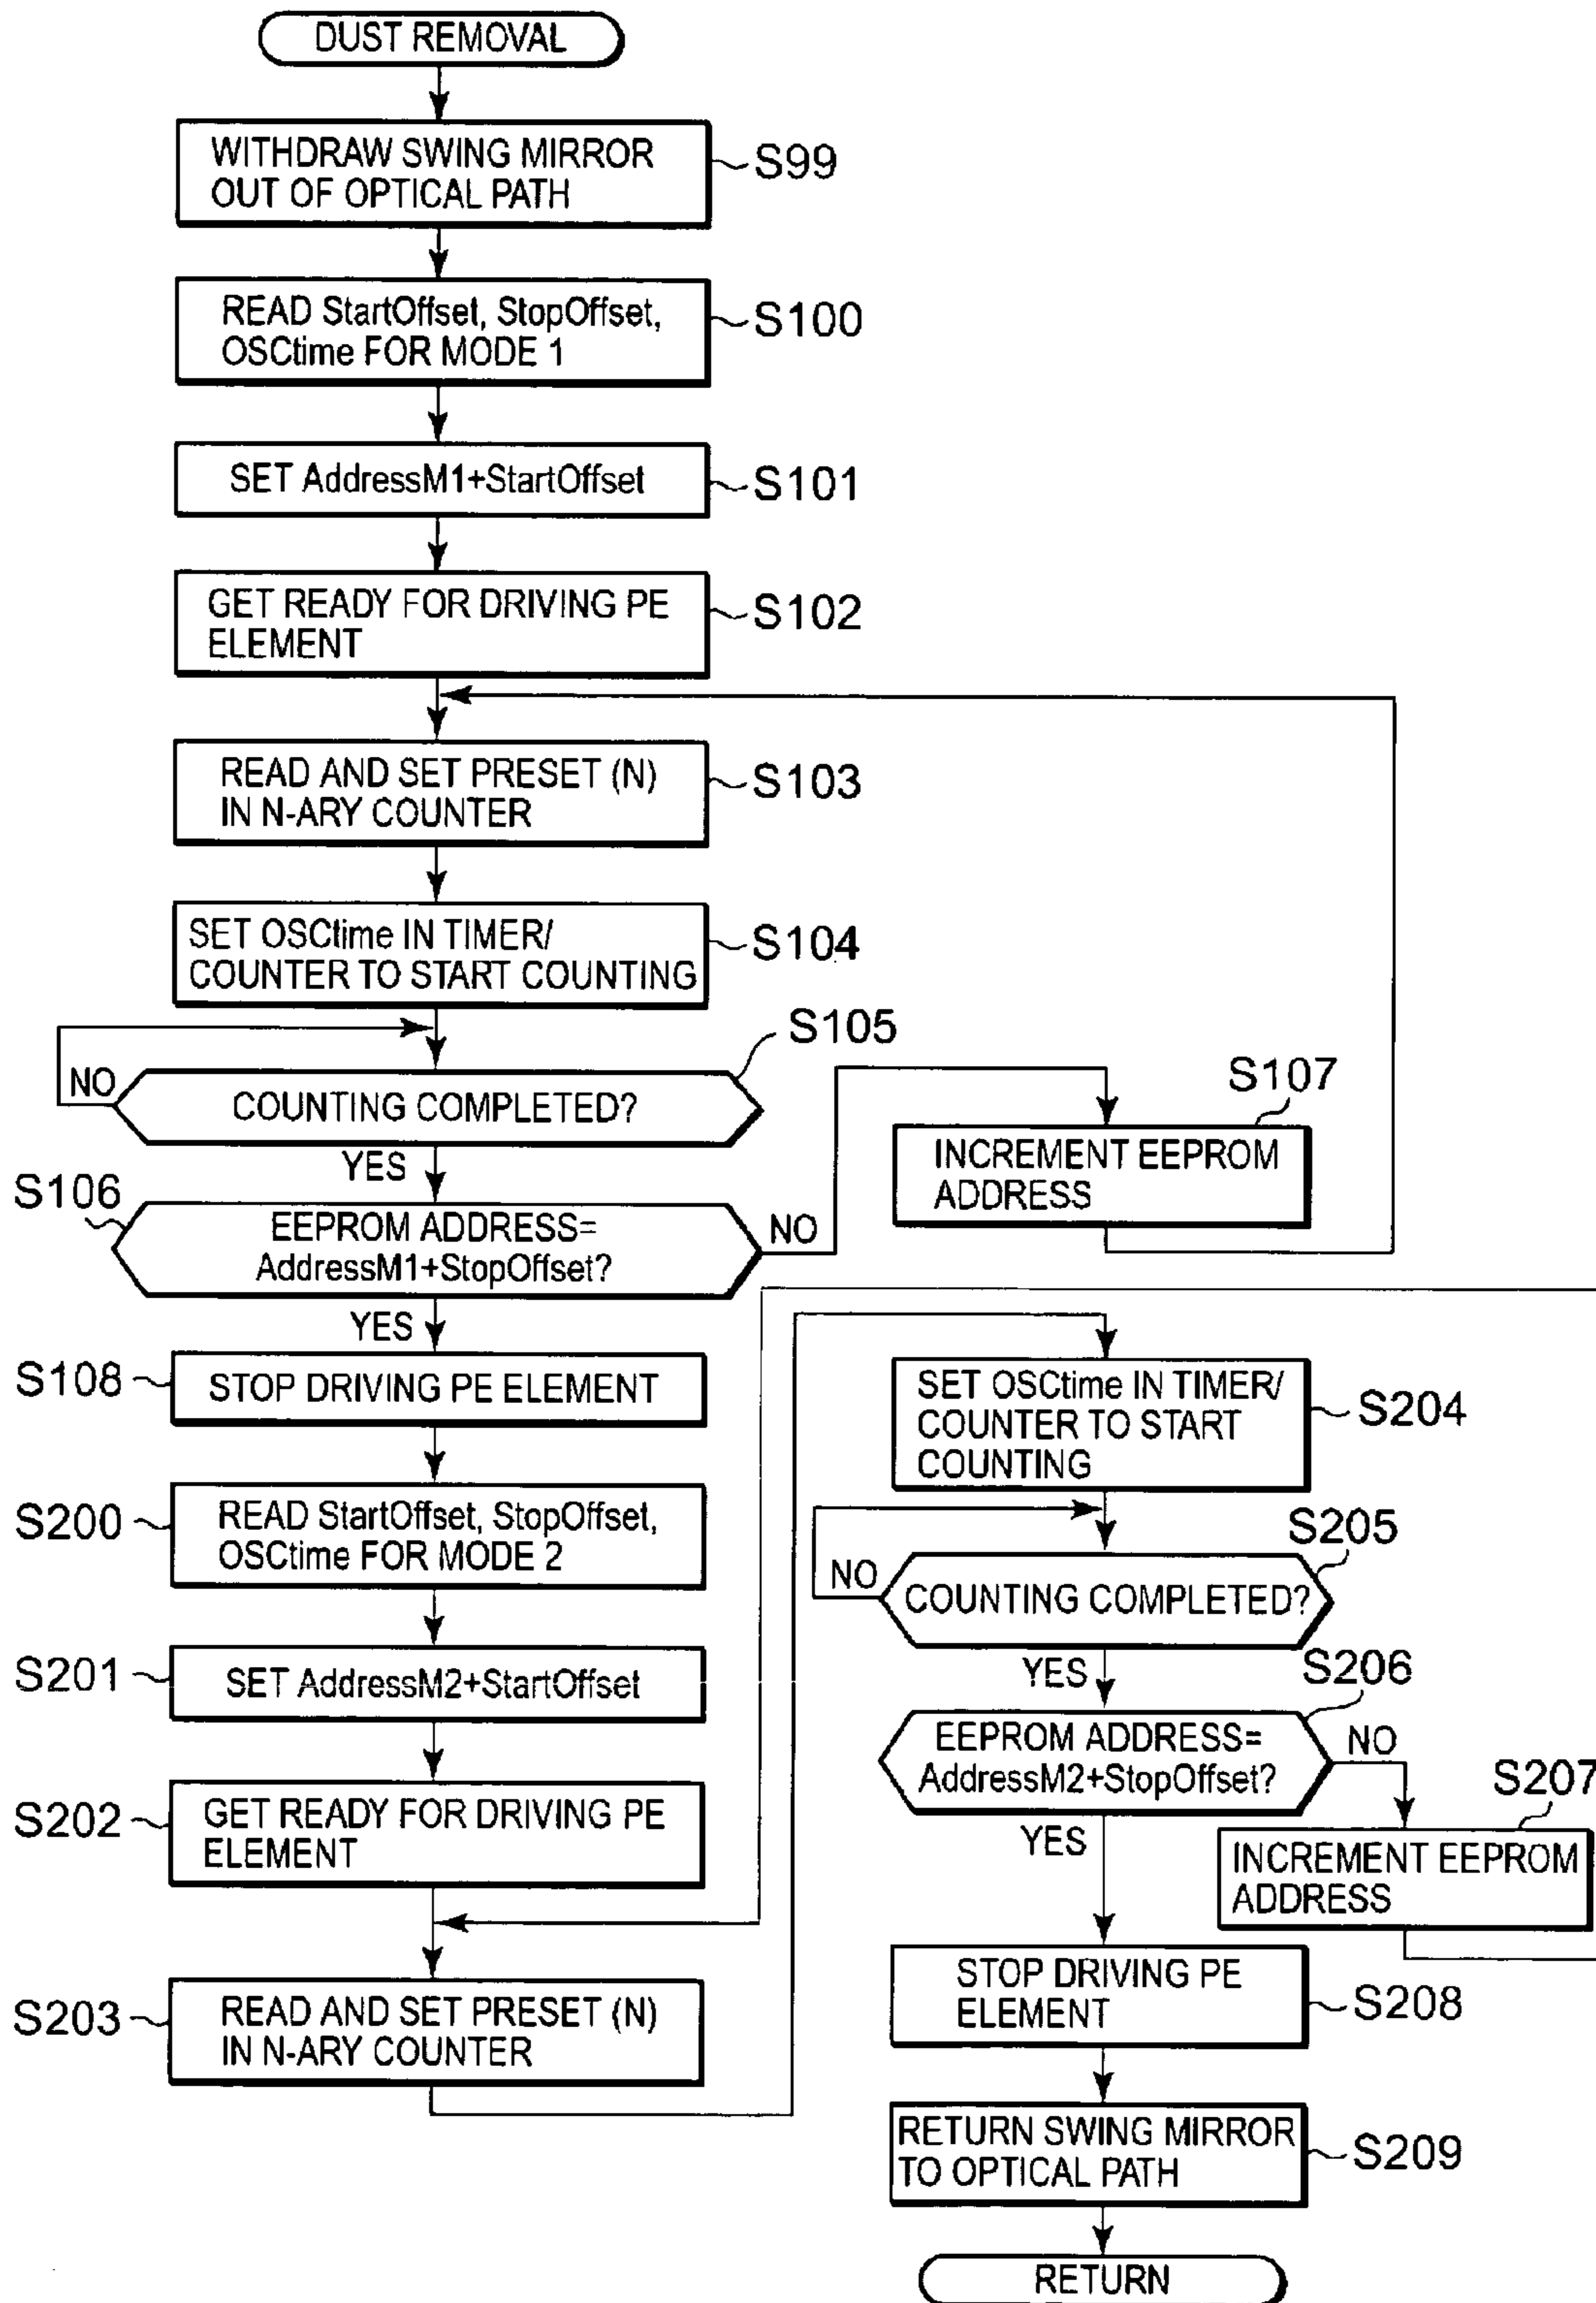 DUST REMOVAL
WITHDRAW SWING MIRROR
OUT OF OPTICAL PATH
S99
READ StartOffset, StopOffset,
OSCtime FOR MODE 1
S100
SET AddressM1+StartOffset
S101
GET READY FOR DRIVING PE
ELEMENT
S102
READ AND SET PRESET (N)
IN N-ARY COUNTER
S103
SET OSCtime IN TIMER/
COUNTER TO START COUNTING
S104
S105
NO
COUNTING COMPLETED?
YES
S106
EEPROM ADDRESS=
AddressM1+StopOffset?
NO
S107
INCREMENT EEPROM
ADDRESS
YES
S108
STOP DRIVING PE ELEMENT
S200
READ StartOffset, StopOffset,
OSCtime FOR MODE 2
S201
SET AddressM2+StartOffset
S202
GET READY FOR DRIVING PE
ELEMENT
S203
READ AND SET PRESET (N)
IN N-ARY COUNTER
SET OSCtime IN TIMER/
COUNTER TO START
COUNTING
S204
S205
NO
COUNTING COMPLETED?
YES
S206
EEPROM ADDRESS=
AddressM2+StopOffset?
NO
S207
INCREMENT EEPROM
ADDRESS
YES
STOP DRIVING PE
ELEMENT
S208
RETURN SWING MIRROR
TO OPTICAL PATH
S209
RETURN